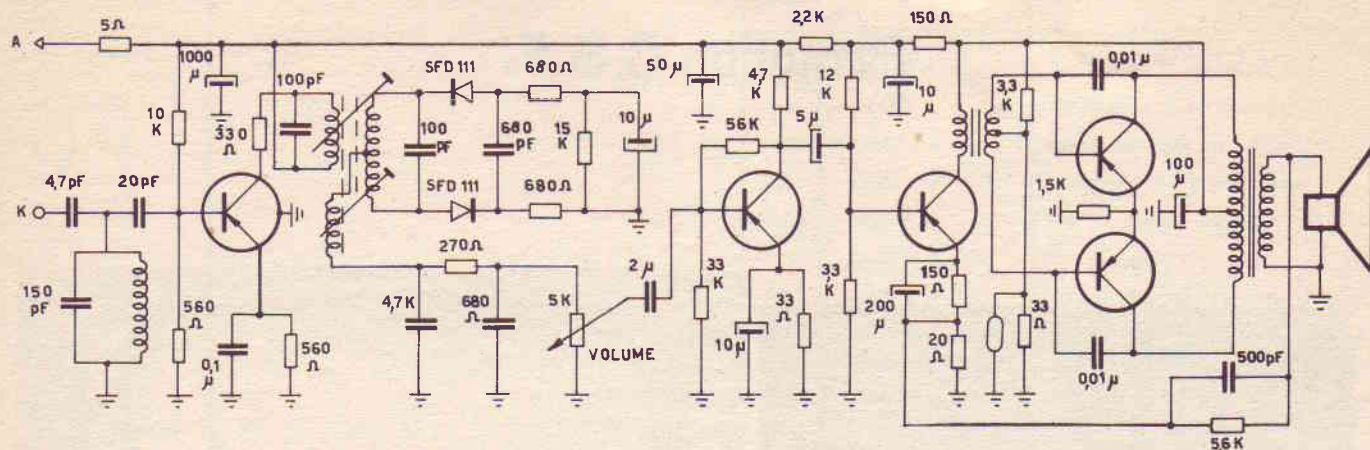 A
5Ω
1000
µ
100pF
10
K
330
Ω
4,7pF
20pF
K
150
pF
560
Ω
0,1
µ
560
Ω
SFD 111
680Ω
100
PF
680
pF
15
K
10
µ
SFD 111
680Ω
270Ω
4,7K
680
Ω
5K
VOLUME
2µ
50µ
2,2K
4,7
K
12
K
56K
5µ
33
K
10µ
33
Ω
3,3
K
150Ω
10
µ
200
µ
150
Ω
20
Ω
3,3
K
33
Ω
0,01µ
1,5K
100
µ
0,01µ
500pF
5,6K